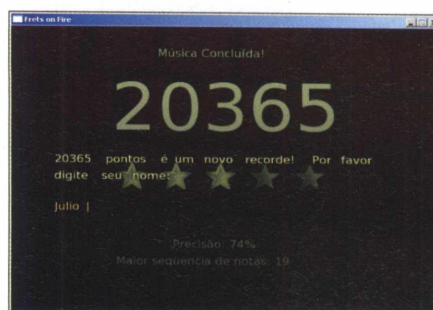 Frets on Fire
Música Concluída!
20365
20365 pontos é um novo recorde! Por favor
digite seu nome:
Julio |
Precisão: 74%
Maior sequencia de notas: 19